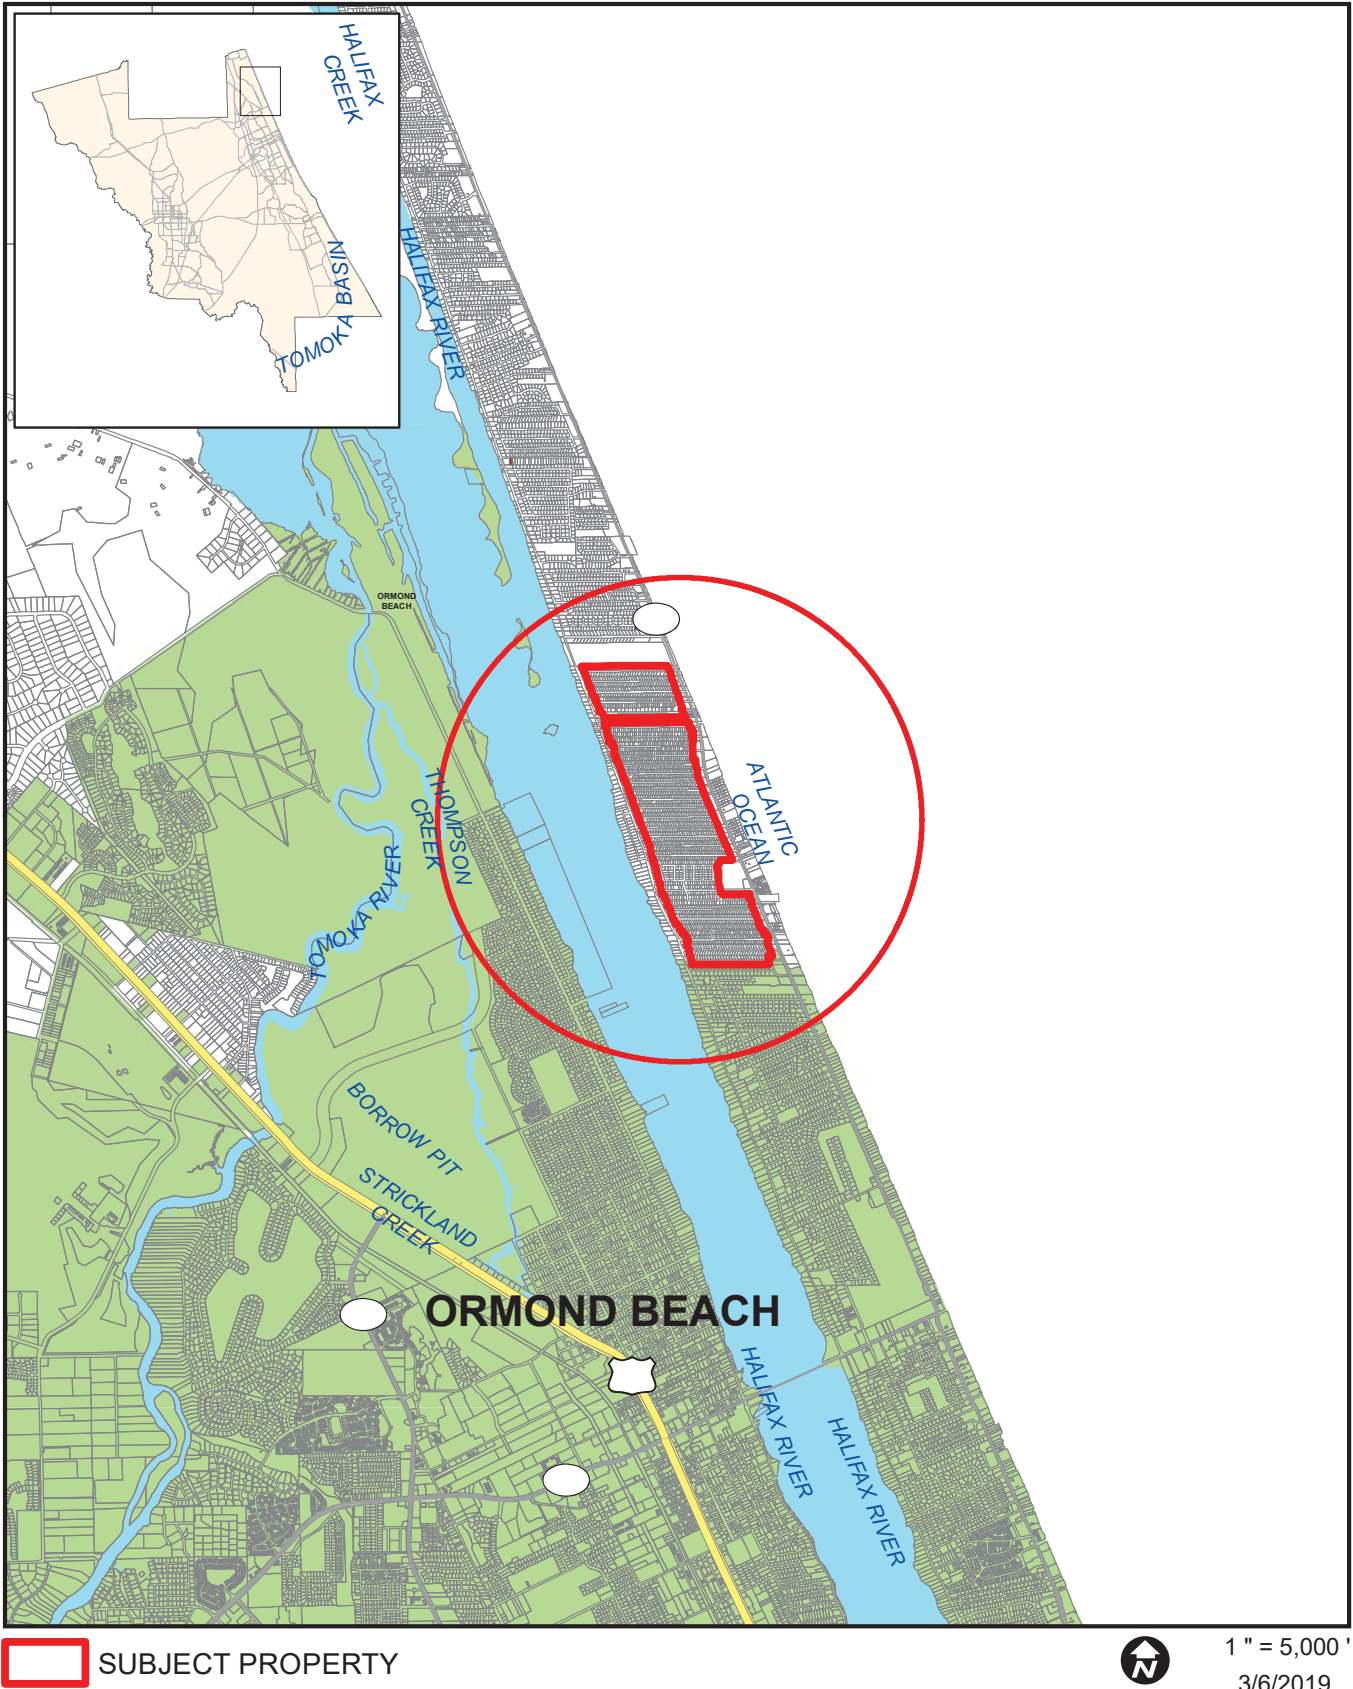 HALIFAX
CREEK
TOMOKA BASIN
HALIFAX RIVER
ORMOND
BEACH
THOMPSON
CREEK
ATLANTIC
OCEAN
TOMOKA RIVER
BORROW PIT
STRICKLAND
CREEK
ORMOND BEACH
HALIFAX RIVER
HALIFAX RIVER
SUBJECT PROPERTY
N
1 " = 5,000 '
3/6/2019